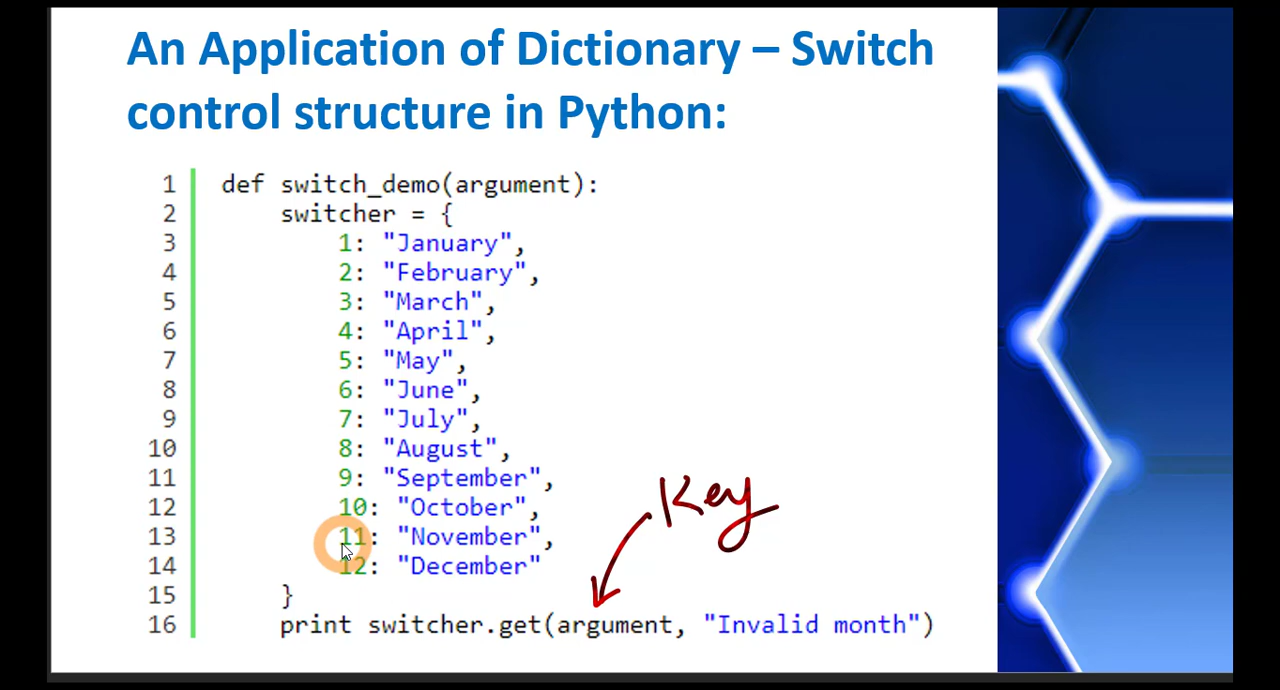 An Application of Dictionary – Switch
control structure in Python:
1 def switch_demo(argument):
2 switcher = {
3 1: "January",
4 2: "February",
5 3: "March",
6 4: "April",
7 5: "May",
8 6: "June",
9 7: "July",
10 8: "August",
11 9: "September",
12 10: "October",
13 11: "November",
14 12: "December"
15 }
Key
16 print switcher.get(argument, "Invalid month")